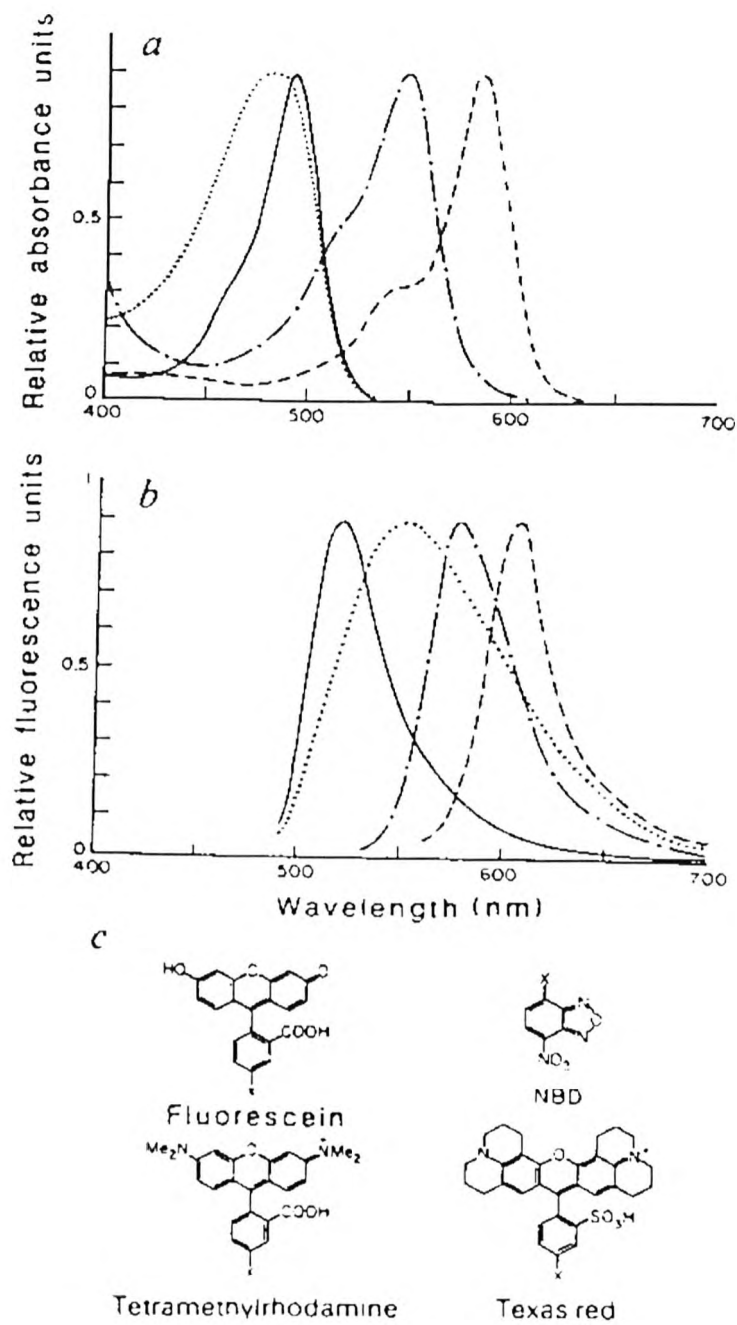 a
Relative absorbance units
0.5
0
400
500
600
700
b
Relative fluorescence units
1
0.5
0
400
500
600
700
Wavelength (nm)
c
HO
O
O
COOH
X
Fluorescein
X
N
O
N
NO2
NBD
Me2N
O
+
NMe2
COOH
X
Tetramethylrhodamine
N
O
N+
SO3H
X
Texas red